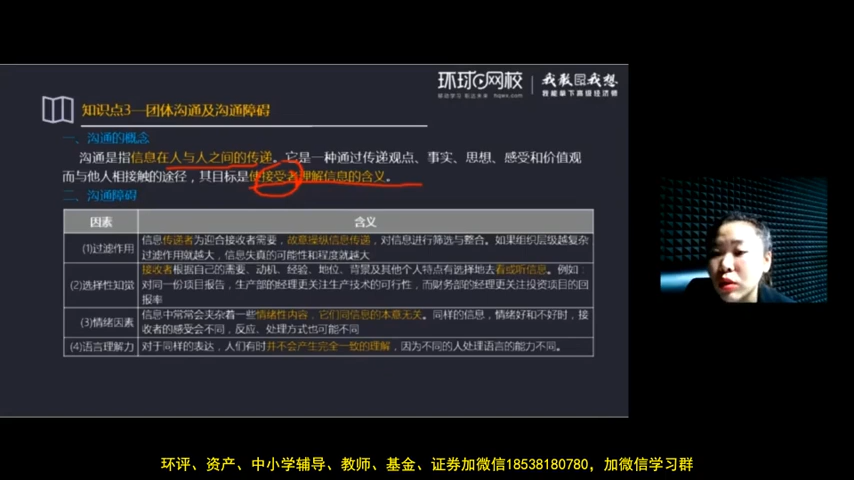 环球网校
hqwx.com
我敢我想
我能拿下高级经济师
知识点3—团体沟通及沟通障碍
一、沟通的概念
沟通是指信息在人与人之间的传递。它是一种通过传递观点、事实、思想、感受和价值观
而与他人相接触的途径，其目标是使接受者理解信息的含义。
二、沟通障碍
因素 含义
(1)过滤作用 信息传递者为迎合接收者需要，故意操纵信息传递，对信息进行筛选与整合。如果组织层级越复杂
过滤作用就越大，信息失真的可能性和程度就越大
(2)选择性知觉 接收者根据自己的需要、动机、经验、地位、背景及其他个人特点有选择地去看或听信息。例如：
对同一份项目报告，生产部的经理更关注生产技术的可行性，而财务部的经理更关注投资项目的回
报率
(3)情绪因素 信息中常常会夹杂着一些情绪性内容，它们同信息的本意无关。同样的信息，情绪好和不好时，接
收者的感受会不同，反应、处理方式也可能不同
(4)语言理解力 对于同样的表达，人们有时并不会产生完全一致的理解，因为不同的人处理语言的能力不同。
环评、资产、中小学辅导、教师、基金、证券加微信18538180780，加微信学习群